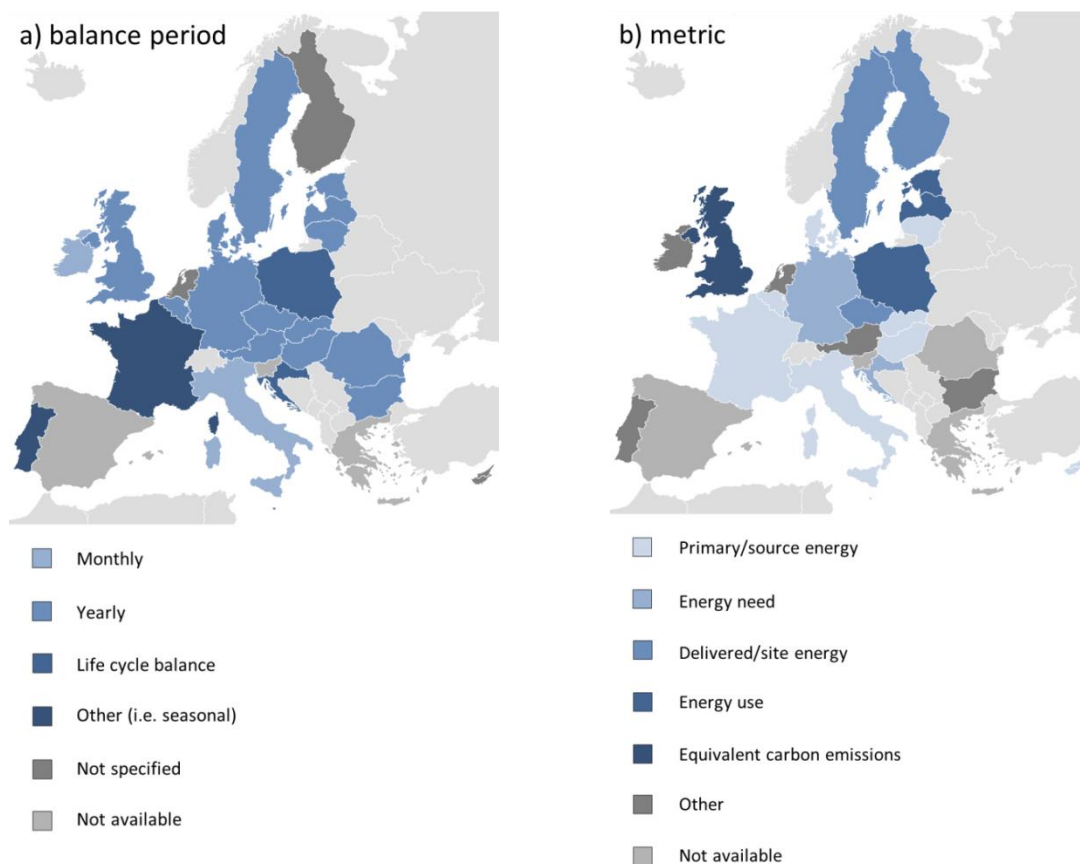 a) balance period
Monthly
Yearly
Life cycle balance
Other (i.e. seasonal)
Not specified
Not available
b) metric
Primary/source energy
Energy need
Delivered/site energy
Energy use
Equivalent carbon emissions
Other
Not available